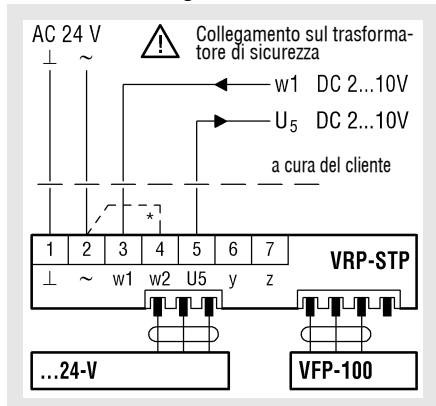 AC 24 V
⊥ ~
Collegamento sul trasforma-
tore di sicurezza
w1 DC 2...10V
U5 DC 2...10V
a cura del cliente
*
1 2 3 4 5 6 7
⊥ ~ w1 w2 U5 y z
VRP-STP
...24-V
VFP-100